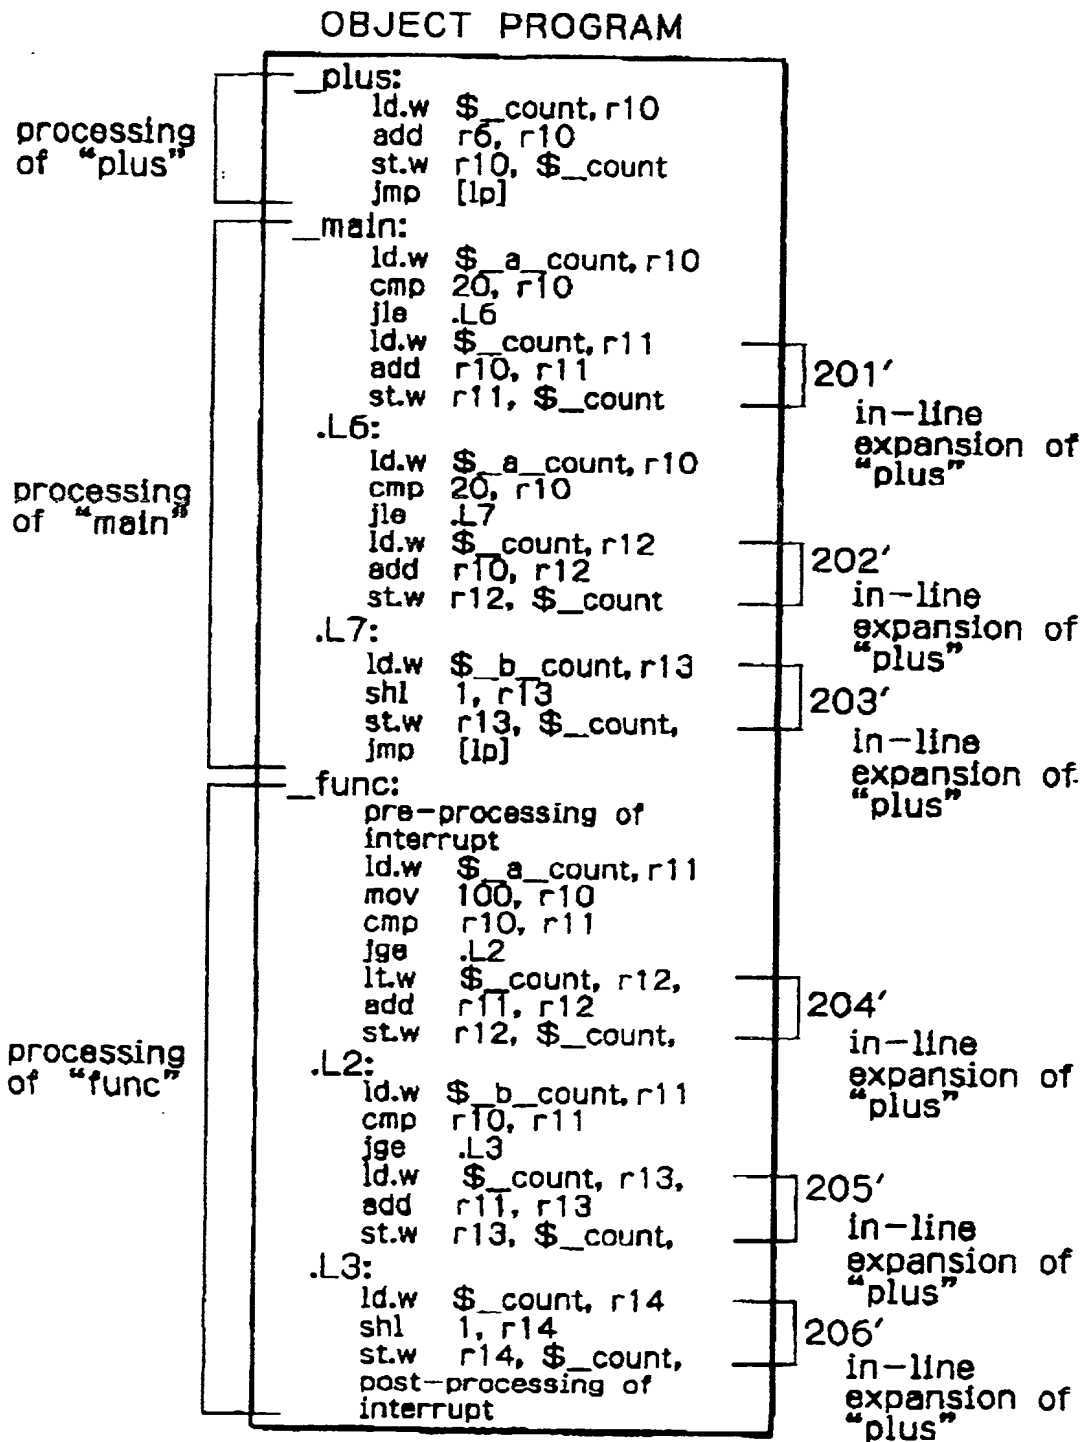 OBJECT PROGRAM
processing
of “plus”
_plus:
ld.w $_count, r10
add r6, r10
st.w r10, $_count
jmp [lp]
processing
of “main”
_main:
ld.w $_a_count, r10
cmp 20, r10
jle .L6
ld.w $_count, r11
add r10, r11
st.w r11, $_count
201′
in-line
expansion of
“plus”
.L6:
ld.w $_a_count, r10
cmp 20, r10
jle .L7
ld.w $_count, r12
add r10, r12
st.w r12, $_count
202′
in-line
expansion of
“plus”
.L7:
ld.w $_b_count, r13
shl 1, r13
st.w r13, $_count,
jmp [lp]
203′
in-line
expansion of
“plus”
processing
of “func”
_func:
pre-processing of
interrupt
ld.w $_a_count, r11
mov 100, r10
cmp r10, r11
jge .L2
lt.w $_count, r12,
add r11, r12
st.w r12, $_count,
204′
in-line
expansion of
“plus”
.L2:
ld.w $_b_count, r11
cmp r10, r11
jge .L3
ld.w $_count, r13,
add r11, r13
st.w r13, $_count,
205′
in-line
expansion of
“plus”
.L3:
ld.w $_count, r14
shl 1, r14
st.w r14, $_count,
post-processing of
interrupt
206′
in-line
expansion of
“plus”